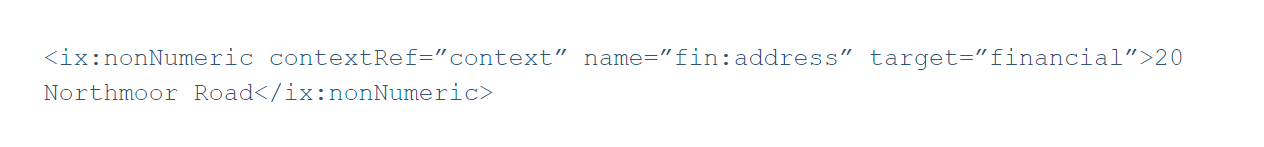 <ix:nonNumeric contextRef=”context” name=”fin:address” target=”financial”>20
Northmoor Road</ix:nonNumeric>